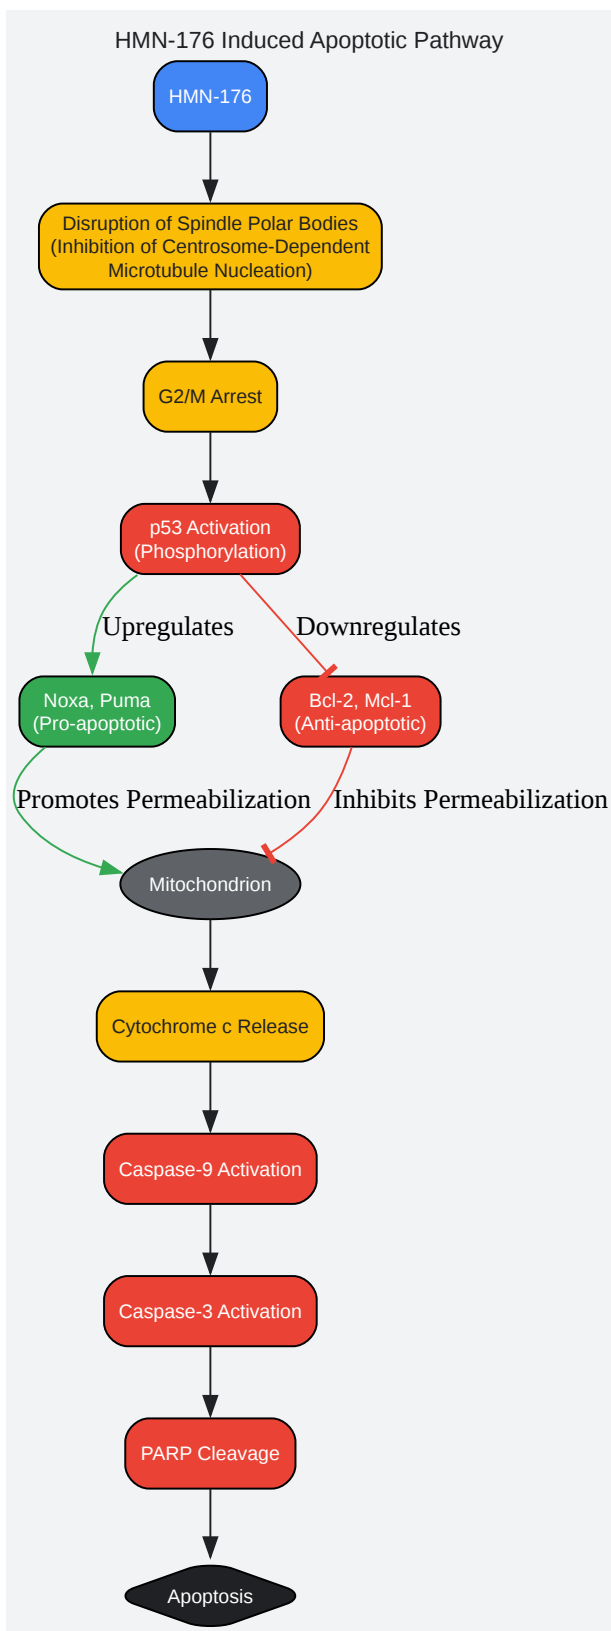 HMN-176 Induced Apoptotic Pathway
HMN-176
Disruption of Spindle Polar Bodies
(Inhibition of Centrosome-Dependent
Microtubule Nucleation)
G2/M Arrest
p53 Activation
(Phosphorylation)
Upregulates
Downregulates
Noxa, Puma
(Pro-apoptotic)
Bcl-2, Mcl-1
(Anti-apoptotic)
Promotes Permeabilization
Inhibits Permeabilization
Mitochondrion
Cytochrome c Release
Caspase-9 Activation
Caspase-3 Activation
PARP Cleavage
Apoptosis